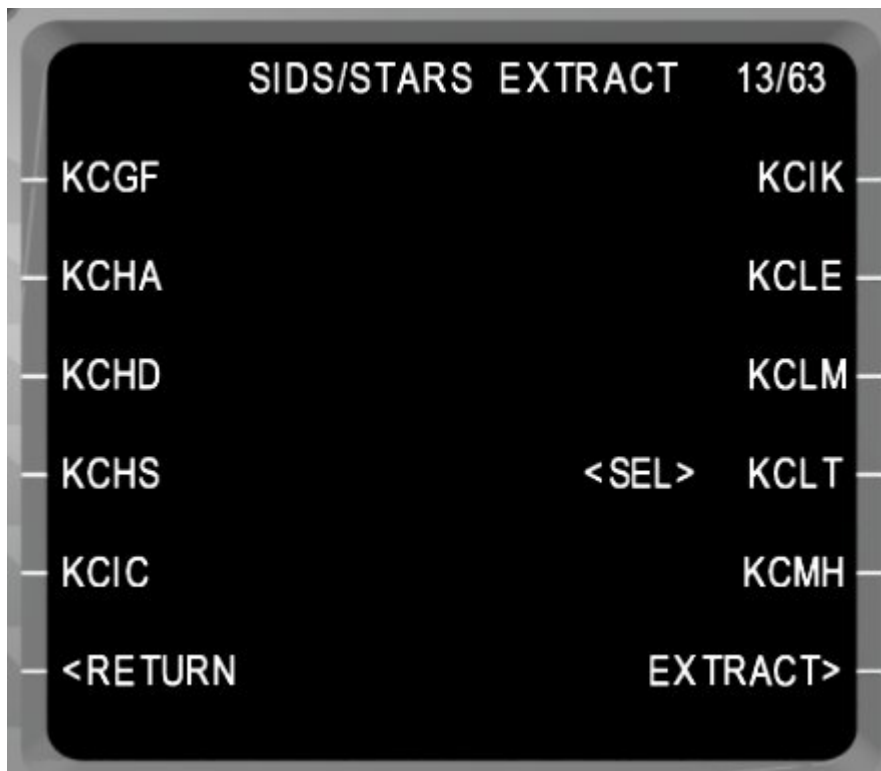 SIDS/STARS EXTRACT 13/63
KCGF KCIK
KCHA KCLE
KCHD KCLM
KCHS <SEL> KCLT
KCIC KCMH
<RETURN EXTRACT>